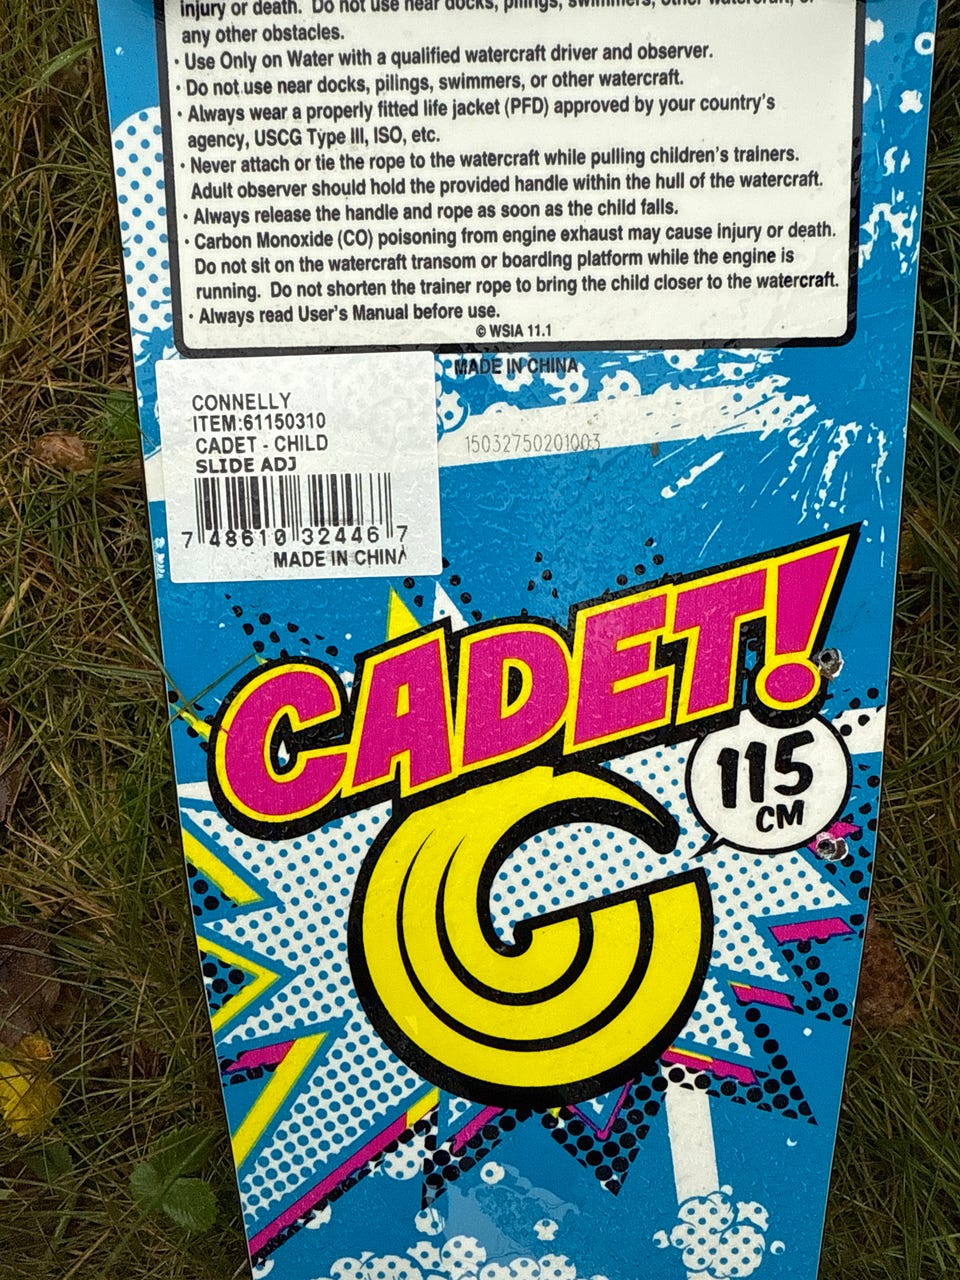 injury or death. Do not use near docks, pilings, swimmers, other watercraft, or
any other obstacles.
• Use Only on Water with a qualified watercraft driver and observer.
• Do not use near docks, pilings, swimmers, or other watercraft.
• Always wear a properly fitted life jacket (PFD) approved by your country's
agency, USCG Type III, ISO, etc.
• Never attach or tie the rope to the watercraft while pulling children's trainers.
Adult observer should hold the provided handle within the hull of the watercraft.
• Always release the handle and rope as soon as the child falls.
• Carbon Monoxide (CO) poisoning from engine exhaust may cause injury or death.
Do not sit on the watercraft transom or boarding platform while the engine is
running. Do not shorten the trainer rope to bring the child closer to the watercraft.
• Always read User's Manual before use.
© WSIA 11.1
MADE IN CHINA
CONNELLY
ITEM:61150310
CADET - CHILD
SLIDE ADJ
7 48610 32446 7
MADE IN CHINA
15032750201003
CADET!
115
CM